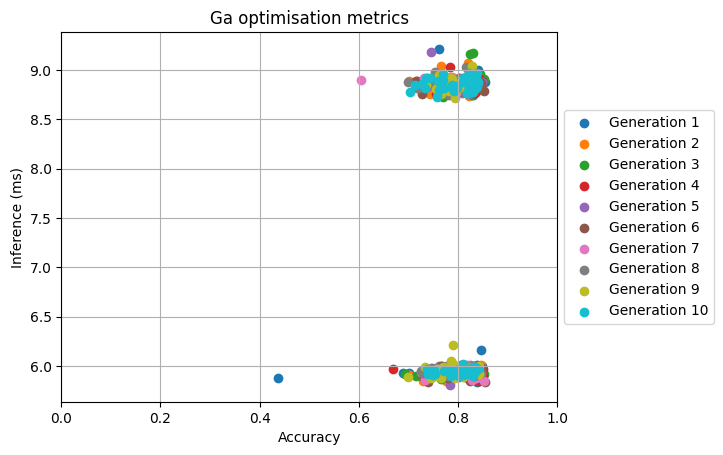 Ga optimisation metrics
Inference (ms)
9.0
8.5
8.0
7.5
7.0
6.5
6.0
0.0 0.2 0.4 0.6 0.8 1.0
Accuracy
Generation 1
Generation 2
Generation 3
Generation 4
Generation 5
Generation 6
Generation 7
Generation 8
Generation 9
Generation 10